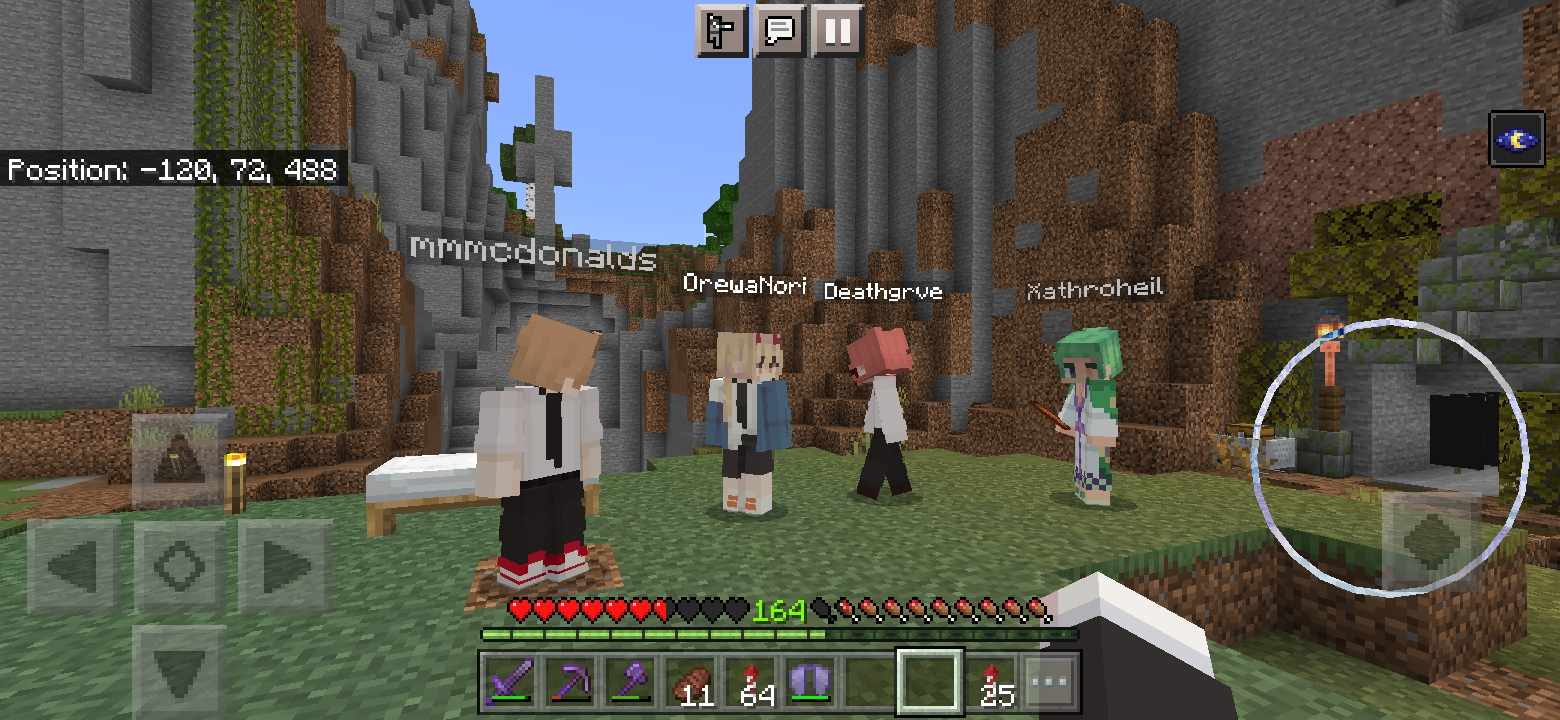 Position: -120, 72, 488
mmmcdonalds
OrewaNori
Deathgrve
Xathroheil
164
11
64
25